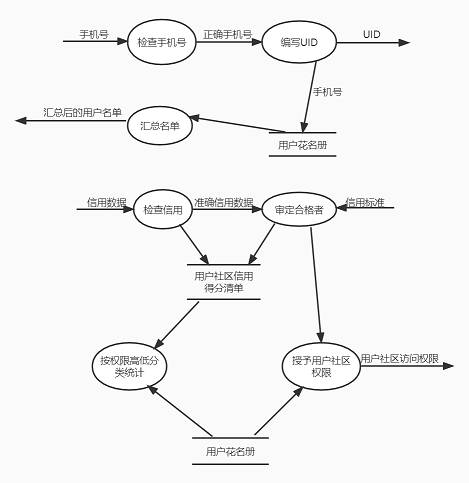 手机号
检查手机号
正确手机号
编写UID
UID
手机号
汇总后的用户名单
汇总名单
用户花名册
信用数据
检查信用
准确信用数据
审定合格者
信用标准
用户社区信用
得分清单
按权限高低分
类统计
授予用户社区
权限
用户社区访问权限
用户花名册